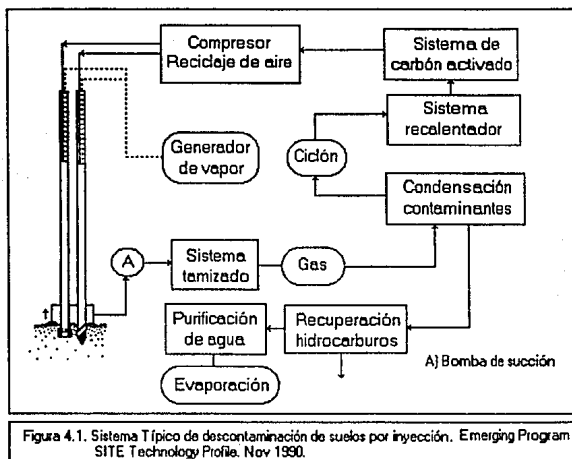 Compresor
Reciclaje de aire
Sistema de
carbón activado
Generador
de vapor
Ciclón
Sistema
recalentador
Condensación
contaminantes
A
Sistema
tamizado
Gas
Purificación
de agua
Recuperación
hidrocarburos
A) Bomba de succión
Evaporación
Figura 4.1. Sistema Típico de descontaminación de suelos por inyección. Emerging Program
SITE Technology Profile. Nov 1990.